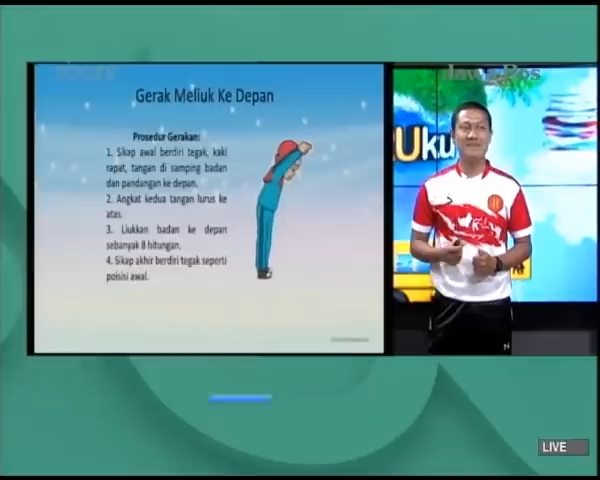 Gerak Meliuk Ke Depan
Prosedur Gerakan:
1. Sikap awal berdiri tegak, kaki
rapat, tangan di samping badan
dan pandangan ke depan.
2. Angkat kedua tangan lurus ke
atas.
3. Liukkan badan ke depan
sebanyak 8 hitungan.
4. Sikap akhir berdiri tegak seperti
poisisi awal.
Jawa Pos
UKu
LIVE